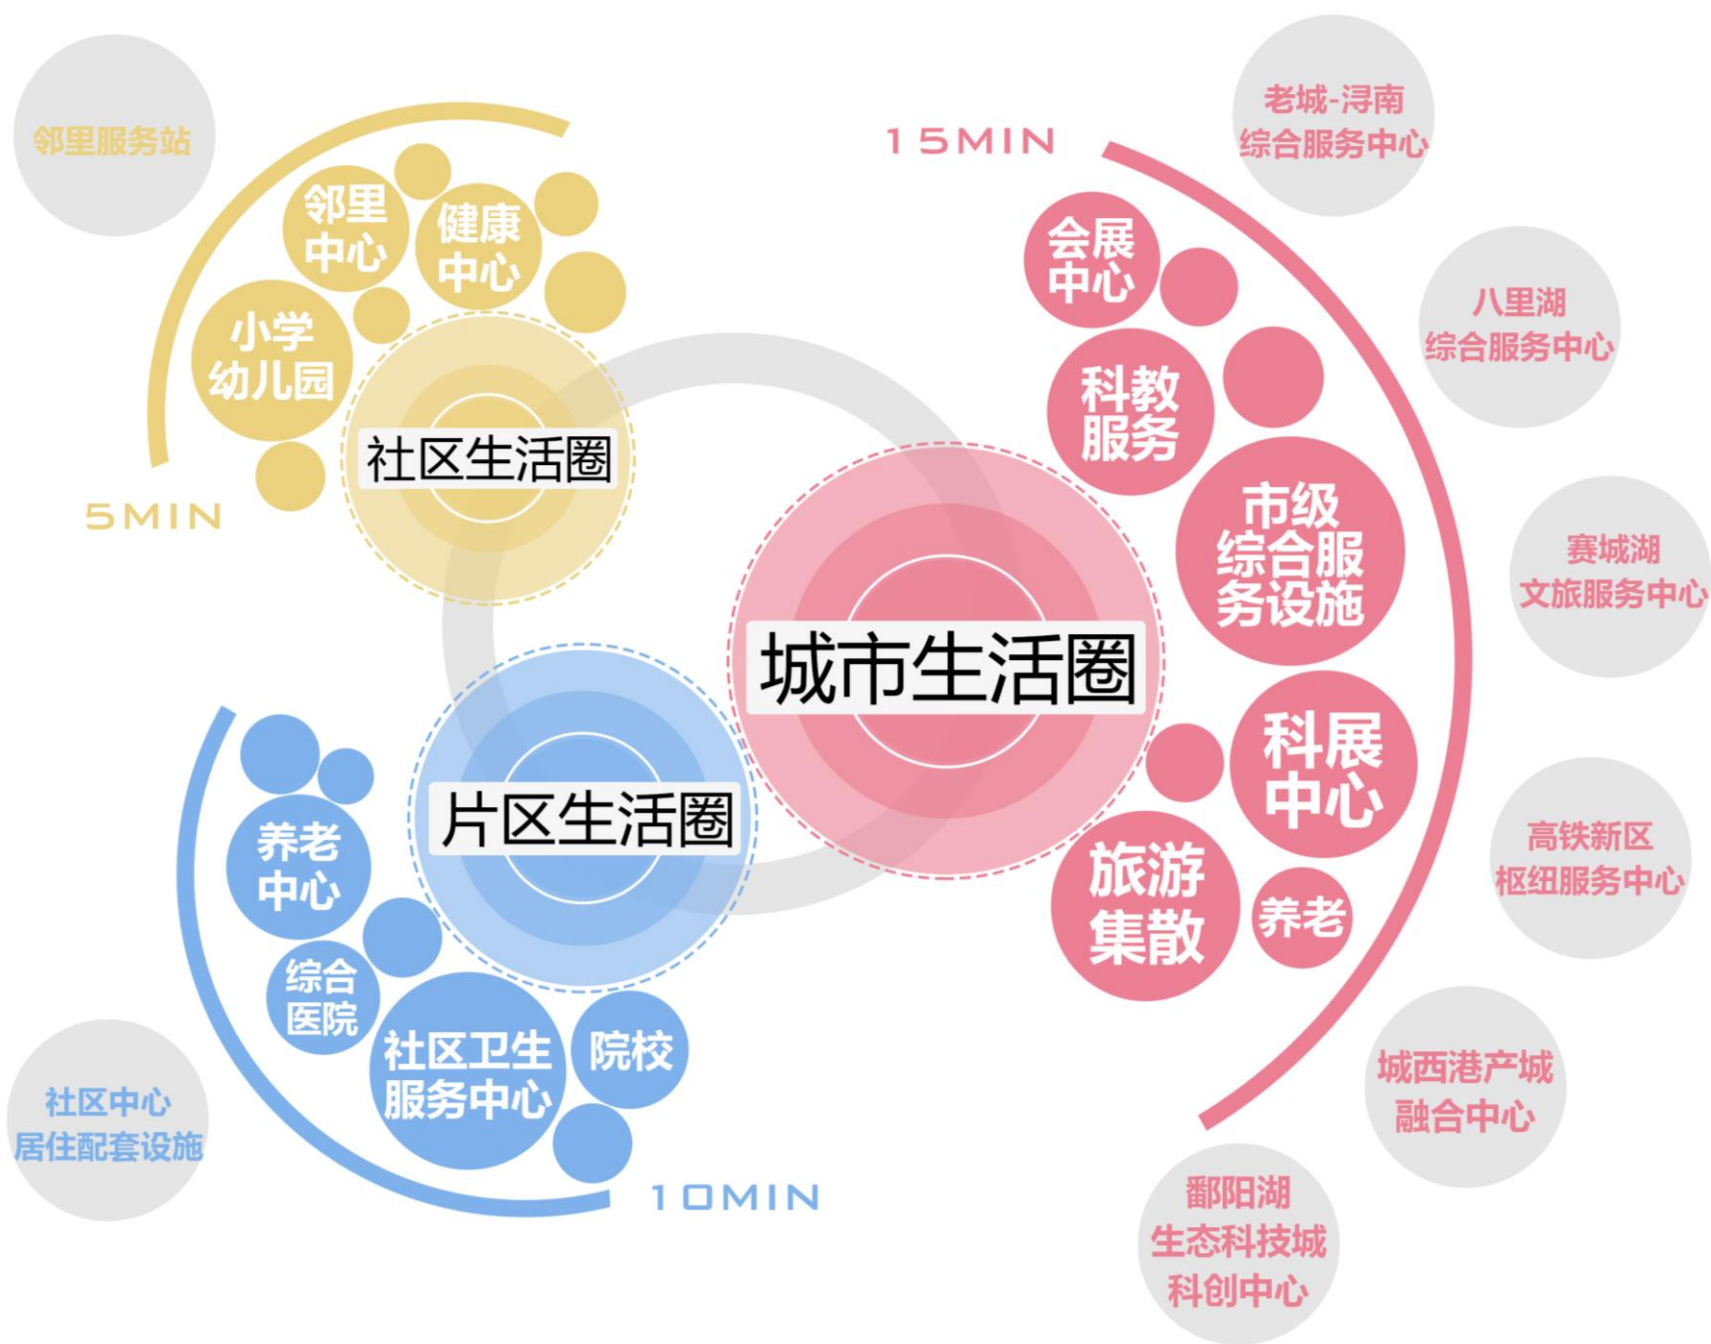 邻里服务站
邻里
中心
健康
中心
小学
幼儿园
社区生活圈
5MIN
15MIN
会展
中心
科教
服务
市级
综合服
务设施
城市生活圈
科展
中心
旅游
集散
养老
老城-浔南
综合服务中心
八里湖
综合服务中心
赛城湖
文旅服务中心
高铁新区
枢纽服务中心
城西港产城
融合中心
鄱阳湖
生态科技城
科创中心
片区生活圈
养老
中心
综合
医院
社区卫生
服务中心
院校
10MIN
社区中心
居住配套设施